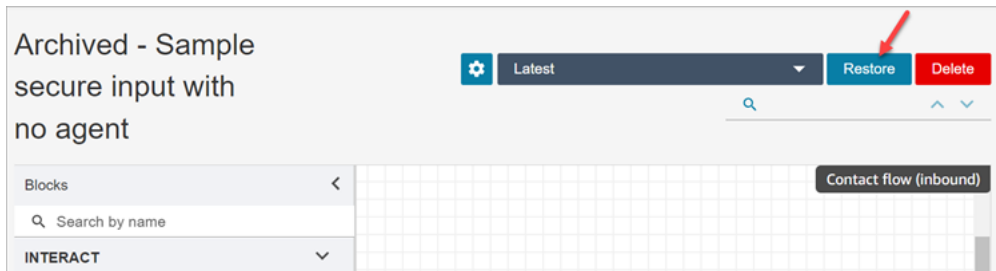 Archived - Sample
secure input with
no agent
Latest
Restore
Delete
Blocks
Contact flow (inbound)
Search by name
INTERACT